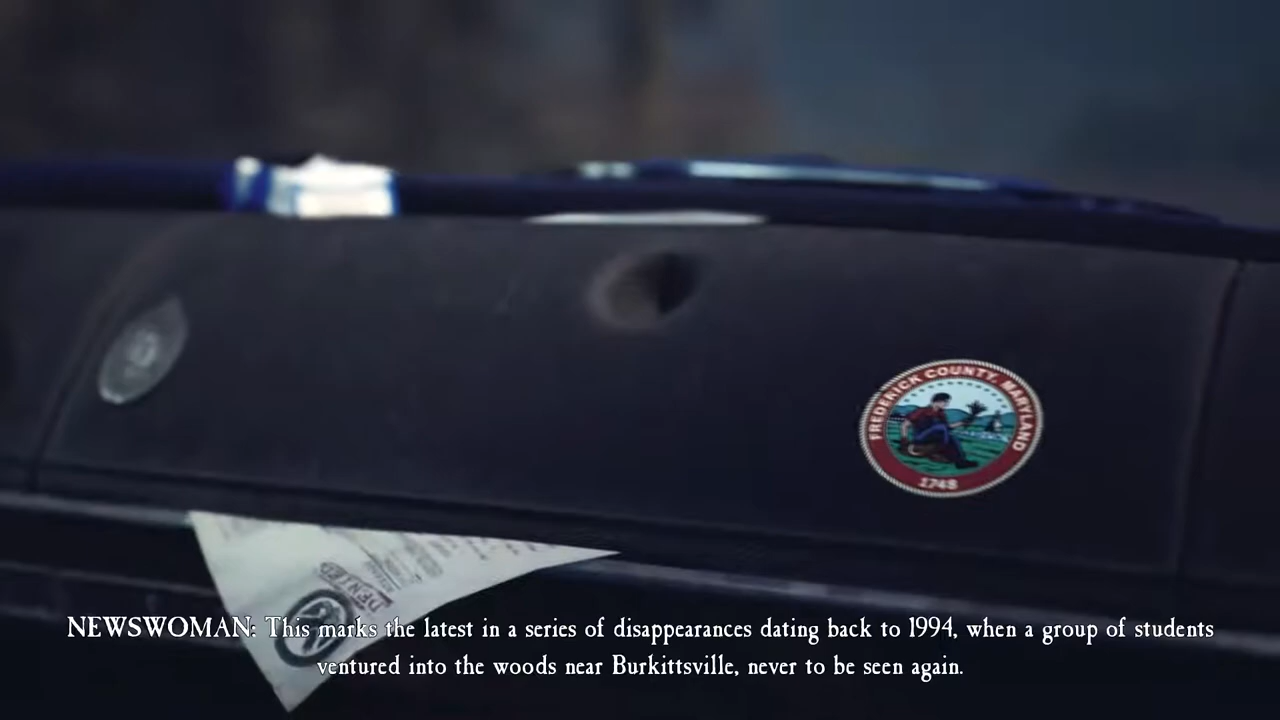 FREDERICK COUNTY, MARYLAND
1748
DENIED
NEWSWOMAN: This marks the latest in a series of disappearances dating back to 1994, when a group of students
ventured into the woods near Burkittsville, never to be seen again.